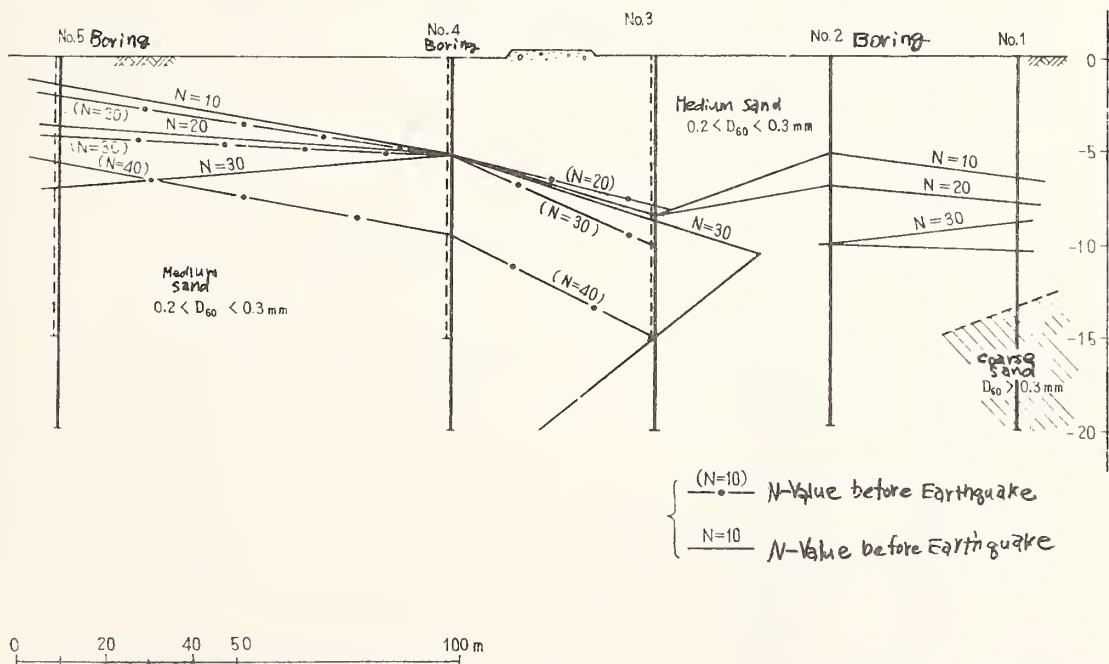 No.5 Boring
No.4
Boring
No.3
No.2 Boring
No.1
0
N=10
(N=20)
N=20
(N=30)
N=30
(N=40)
Medium sand
0.2 < D60 < 0.3 mm
-5
N=10
(N=20)
N=20
N=30
(N=30)
N=30
-10
(N=40)
Medium
sand
0.2 < D60 < 0.3 mm
-15
coarse
sand
D60 > 0.3 mm
-20
(N=10) N-Value before Earthquake
N=10 N-Value before Earthquake
0 20 40 50 100 m